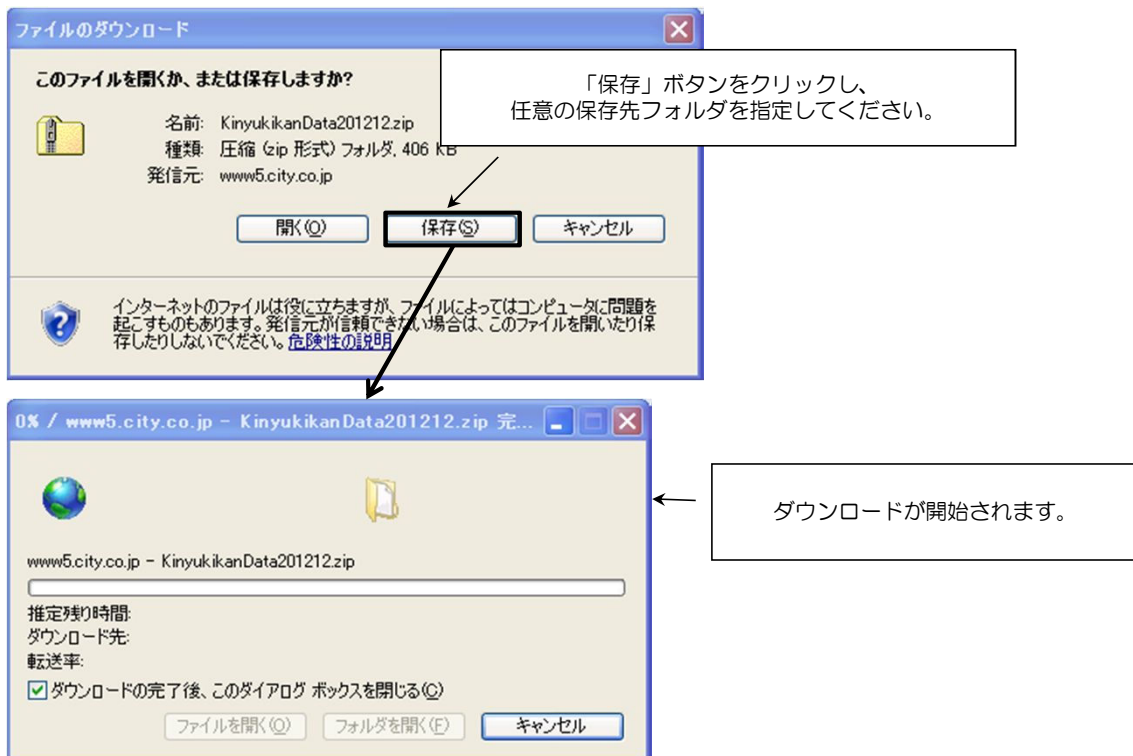 ファイルのダウンロード
このファイルを開くか、または保存しますか?
「保存」ボタンをクリックし、
任意の保存先フォルダを指定してください。
名前: KinyukikanData201212.zip
種類: 圧縮 (zip 形式) フォルダ, 406 KB
発信元: www5.city.co.jp
開く(O) 保存(S) キャンセル
インターネットのファイルは役に立ちますが、ファイルによってはコンピュータに問題を
起こすものもあります。発信元が信頼できない場合は、このファイルを開いたり保
存したりしないでください。危険性の説明
0% / www5.city.co.jp - KinyukikanData201212.zip 完...
ダウンロードが開始されます。
www5.city.co.jp - KinyukikanData201212.zip
推定残り時間:
ダウンロード先:
転送率:
ダウンロードの完了後、このダイアログ ボックスを閉じる(C)
ファイルを開く(O) フォルダを開く(F) キャンセル